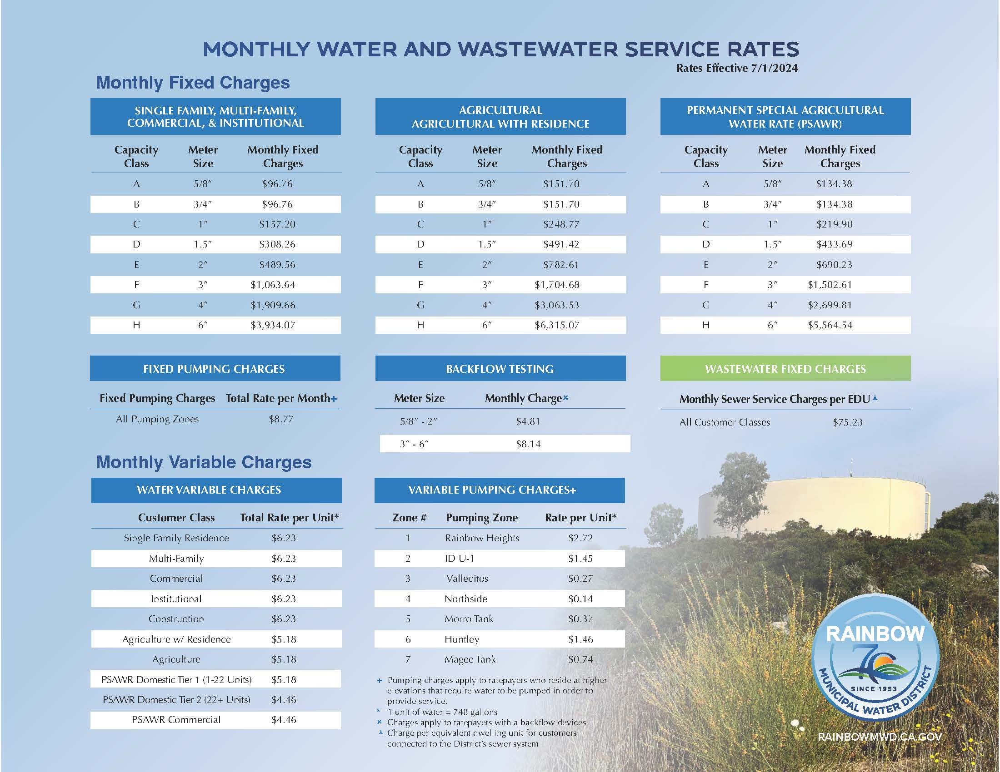 MONTHLY WATER AND WASTEWATER SERVICE RATES
Rates Effective 7/1/2024
Monthly Fixed Charges
SINGLE FAMILY, MULTI-FAMILY,
COMMERCIAL, & INSTITUTIONAL
Capacity Meter Monthly Fixed
Class Size Charges
A 5/8" $96.76
B 3/4" $96.76
C 1" $157.20
D 1.5" $308.26
E 2" $489.56
F 3" $1,063.64
G 4" $1,909.66
H 6" $3,934.07
AGRICULTURAL
AGRICULTURAL WITH RESIDENCE
Capacity Meter Monthly Fixed
Class Size Charges
A 5/8" $151.70
B 3/4" $151.70
C 1" $248.77
D 1.5" $491.42
E 2" $782.61
F 3" $1,704.68
G 4" $3,063.53
H 6" $6,315.07
PERMANENT SPECIAL AGRICULTURAL
WATER RATE (PSAWR)
Capacity Meter Monthly Fixed
Class Size Charges
A 5/8" $134.38
B 3/4" $134.38
C 1" $219.90
D 1.5" $433.69
E 2" $690.23
F 3" $1,502.61
G 4" $2,699.81
H 6" $5,564.54
FIXED PUMPING CHARGES
Fixed Pumping Charges Total Rate per Month+
All Pumping Zones $8.77
BACKFLOW TESTING
Meter Size Monthly Charge×
5/8" - 2" $4.81
3" - 6" $8.14
WASTEWATER FIXED CHARGES
Monthly Sewer Service Charges per EDU⅄
All Customer Classes $75.23
Monthly Variable Charges
WATER VARIABLE CHARGES
Customer Class Total Rate per Unit*
Single Family Residence $6.23
Multi-Family $6.23
Commercial $6.23
Institutional $6.23
Construction $6.23
Agriculture w/ Residence $5.18
Agriculture $5.18
PSAWR Domestic Tier 1 (1-22 Units) $5.18
PSAWR Domestic Tier 2 (22+ Units) $4.46
PSAWR Commercial $4.46
VARIABLE PUMPING CHARGES+
Zone # Pumping Zone Rate per Unit*
1 Rainbow Heights $2.72
2 ID U-1 $1.45
3 Vallecitos $0.27
4 Northside $0.14
5 Morro Tank $0.37
6 Huntley $1.46
7 Magee Tank $0.74
+ Pumping charges apply to ratepayers who reside at higher
elevations that require water to be pumped in order to
provide service.
* 1 unit of water = 748 gallons
× Charges apply to ratepayers with a backflow devices
⅄ Charge per equivalent dwelling unit for customers
connected to the District's sewer system
RAINBOW
70
SINCE 1953
MUNICIPAL WATER DISTRICT
RAINBOWMWD.CA.GOV